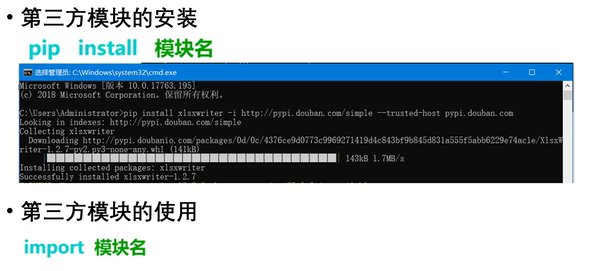 • 第三方模块的安装
pip install 模块名
选择管理员: C:\Windows\system32\cmd.exe
Microsoft Windows [版本 10.0.17763.195]
(c) 2018 Microsoft Corporation。保留所有权利。
C:\Users\Administrator>pip install xlsxwriter -i http://pypi.douban.com/simple --trusted-host pypi.douban.com
Looking in indexes: http://pypi.douban.com/simple
Collecting xlsxwriter
Downloading http://pypi.doubanio.com/packages/0d/0c/4376ce9d0773c9969271419d4c843bf9b845d831a555f5abb6229e74ac1e/XlsxW
riter-1.2.7-py2.py3-none-any.whl (141kB)
| 143kB 1.7MB/s
Installing collected packages: xlsxwriter
Successfully installed xlsxwriter-1.2.7
• 第三方模块的使用
import 模块名